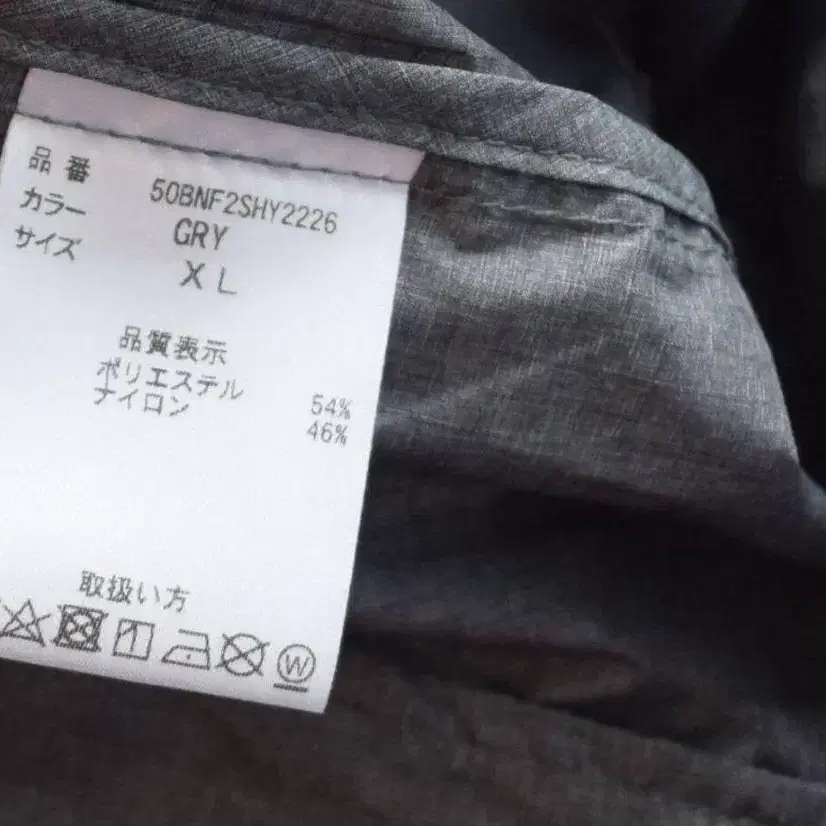 品番 50BNF2SHY2226
カラー GRY
サイズ XL
品質表示
ポリエステル 54%
ナイロン 46%
取扱い方
W